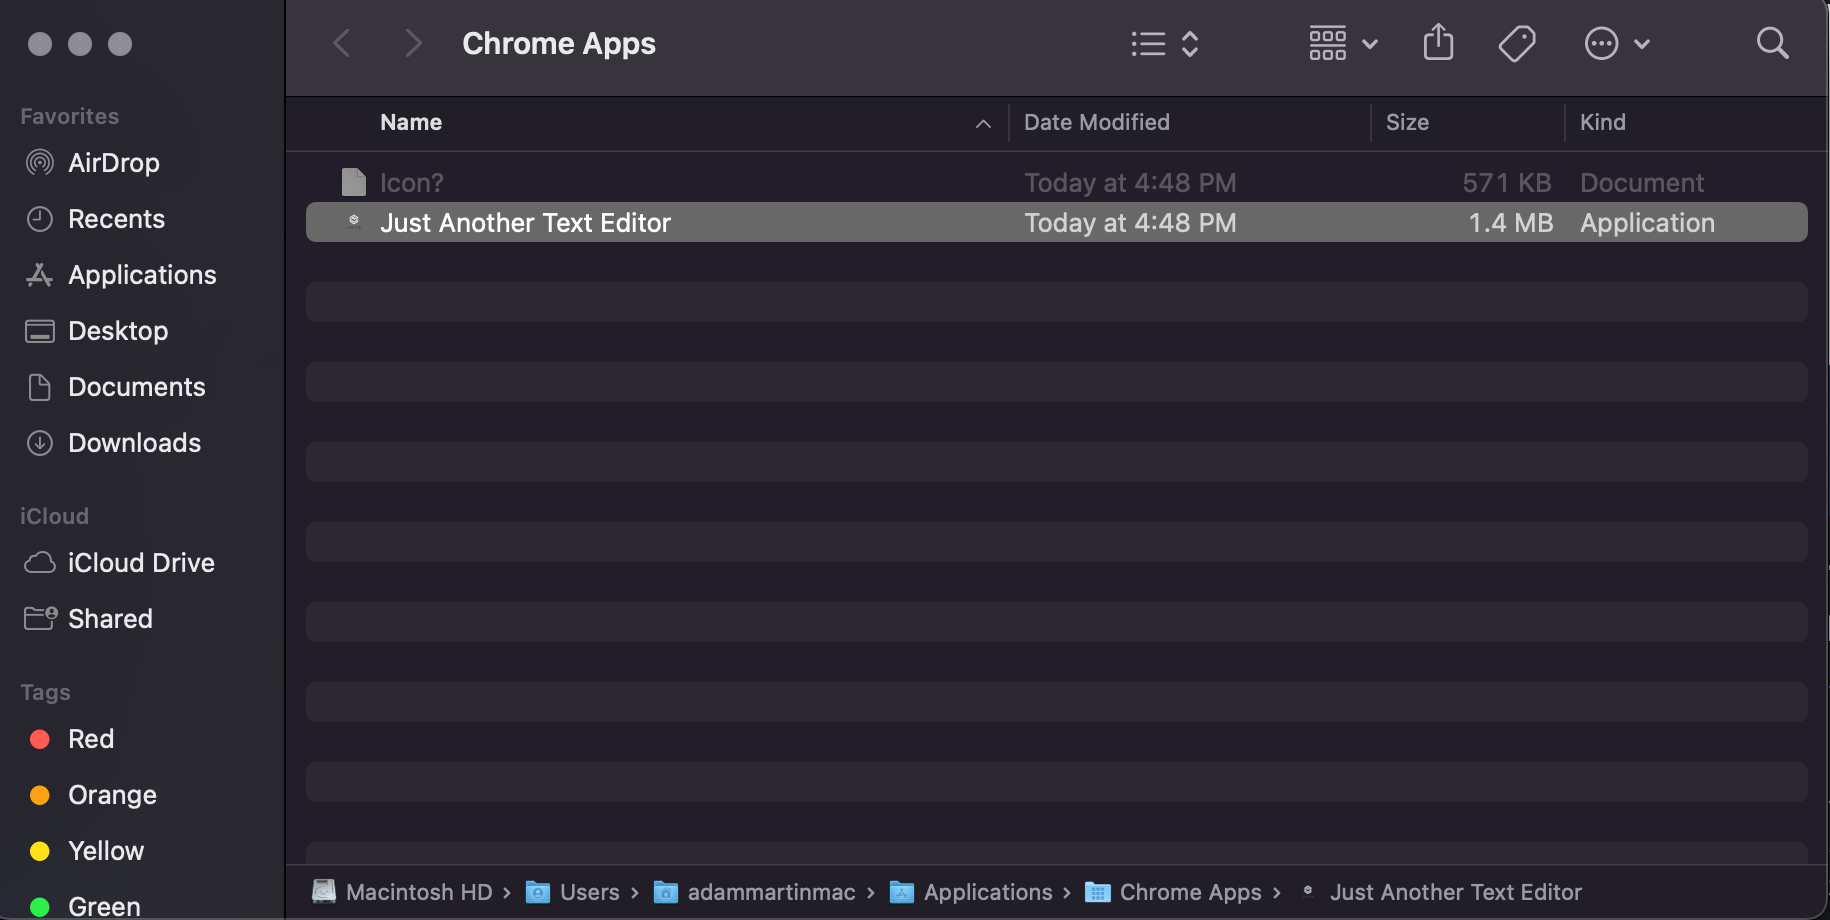 Chrome Apps
Favorites
AirDrop
Recents
Applications
Desktop
Documents
Downloads
iCloud
iCloud Drive
Shared
Tags
Red
Orange
Yellow
Green
Name Date Modified Size Kind
Icon? Today at 4:48 PM 571 KB Document
Just Another Text Editor Today at 4:48 PM 1.4 MB Application
Macintosh HD › Users › adammartinmac › Applications › Chrome Apps › Just Another Text Editor